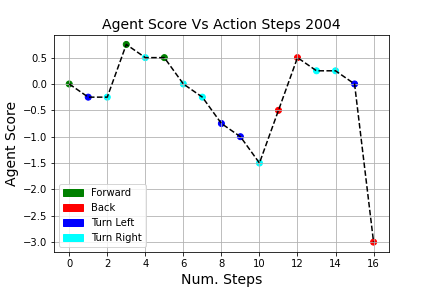 Agent Score Vs Action Steps 2004
Agent Score
0.5
0.0
−0.5
−1.0
−1.5
−2.0
−2.5
−3.0
Forward
Back
Turn Left
Turn Right
0 2 4 6 8 10 12 14 16
Num. Steps